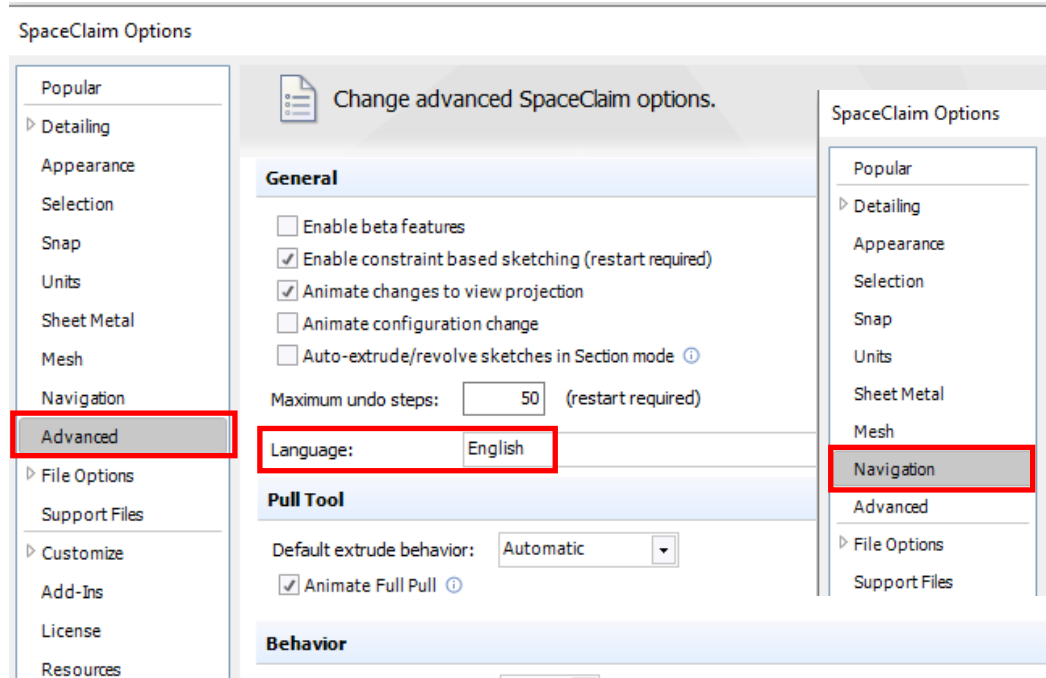 SpaceClaim Options
Popular
Detailing
Appearance
Selection
Snap
Units
Sheet Metal
Mesh
Navigation
Advanced
File Options
Support Files
Customize
Add-Ins
License
Resources
Change advanced SpaceClaim options.
General
Enable beta features
Enable constraint based sketching (restart required)
Animate changes to view projection
Animate configuration change
Auto-extrude/revolve sketches in Section mode
Maximum undo steps: 50 (restart required)
Language: English
Pull Tool
Default extrude behavior: Automatic
Animate Full Pull
Behavior
SpaceClaim Options
Popular
Detailing
Appearance
Selection
Snap
Units
Sheet Metal
Mesh
Navigation
Advanced
File Options
Support Files